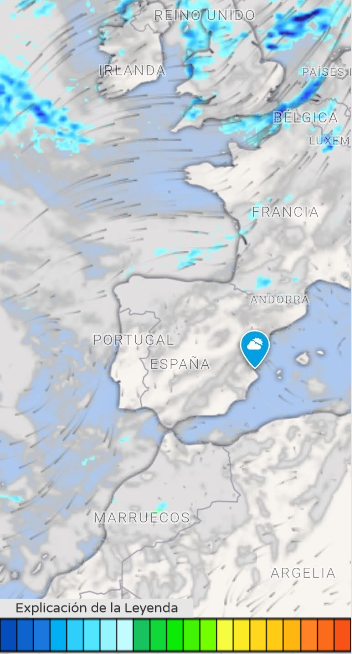 REINO UNIDO
IRLANDA
PAÍSES
BÉLGICA
LUXEM
FRANCIA
ANDORRA
PORTUGAL
ESPAÑA
MARRUECOS
ARGELIA
Explicación de la Leyenda